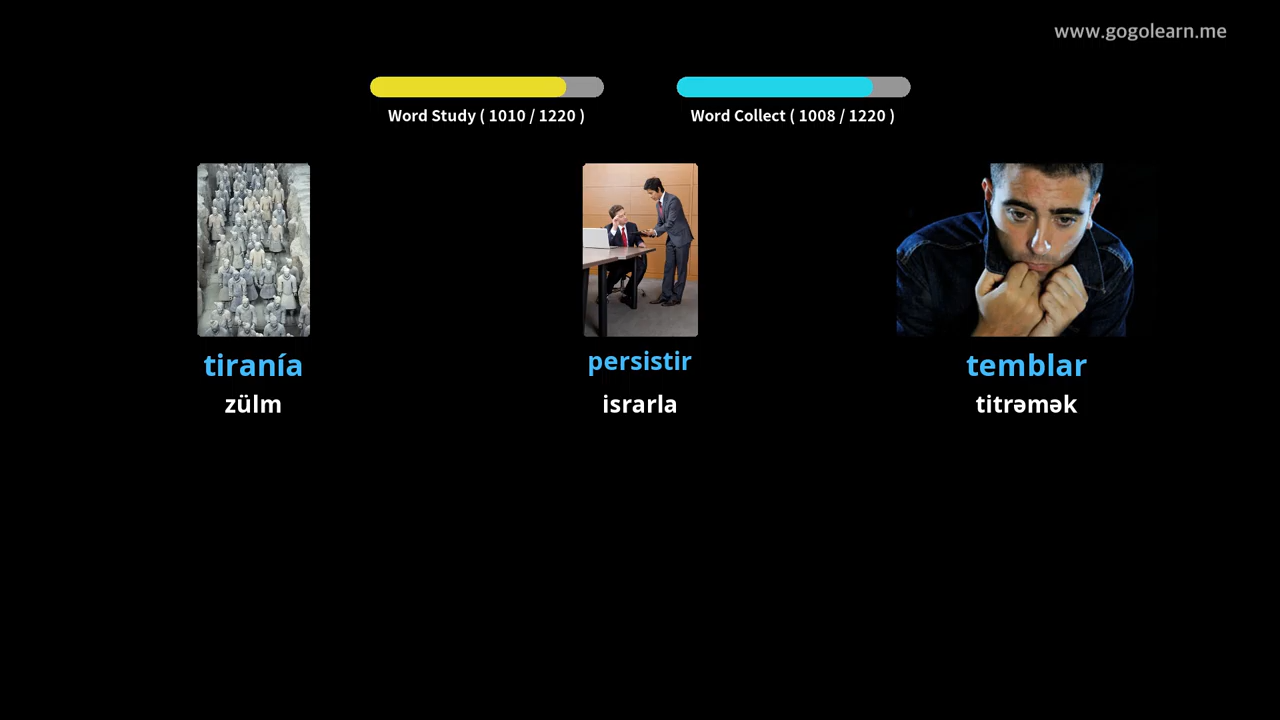 www.gogolearn.me
Word Study ( 1010 / 1220 )
Word Collect ( 1008 / 1220 )
tiranía
persistir
temblar
zülm
israrla
titrəmək